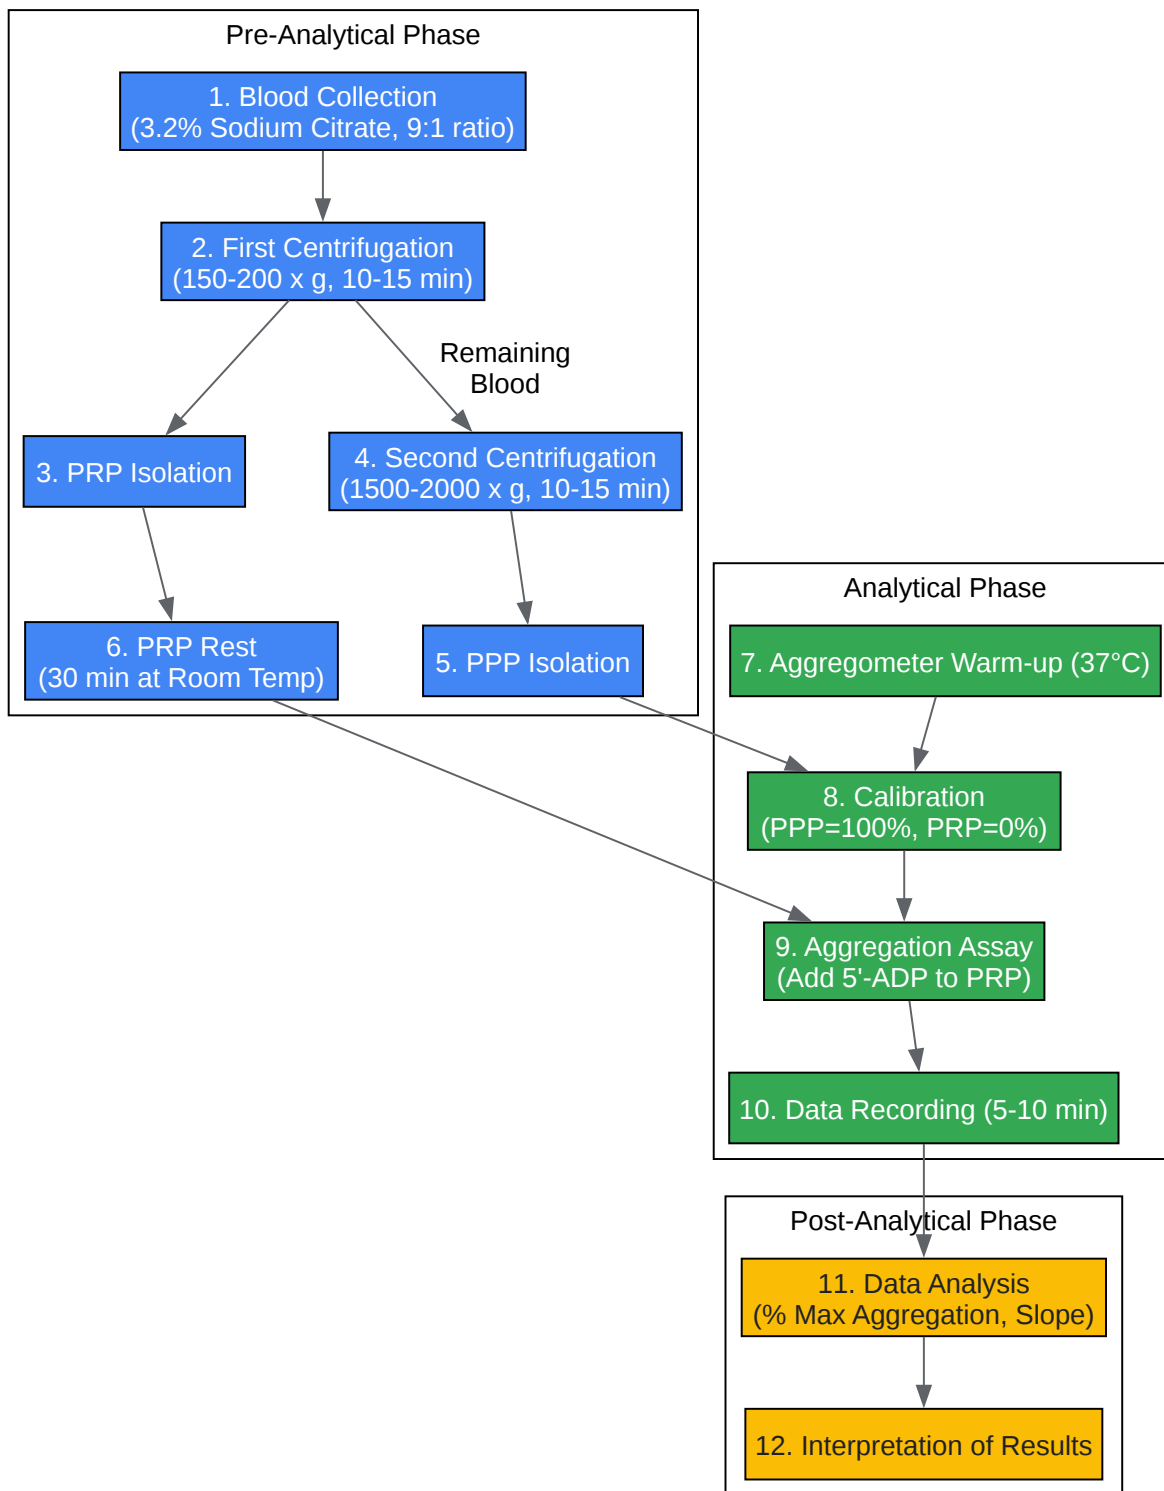 Pre-Analytical Phase
1. Blood Collection
(3.2% Sodium Citrate, 9:1 ratio)
2. First Centrifugation
(150-200 x g, 10-15 min)
Remaining
Blood
3. PRP Isolation
4. Second Centrifugation
(1500-2000 x g, 10-15 min)
6. PRP Rest
(30 min at Room Temp)
5. PPP Isolation
Analytical Phase
7. Aggregometer Warm-up (37°C)
8. Calibration
(PPP=100%, PRP=0%)
9. Aggregation Assay
(Add 5'-ADP to PRP)
10. Data Recording (5-10 min)
Post-Analytical Phase
11. Data Analysis
(% Max Aggregation, Slope)
12. Interpretation of Results